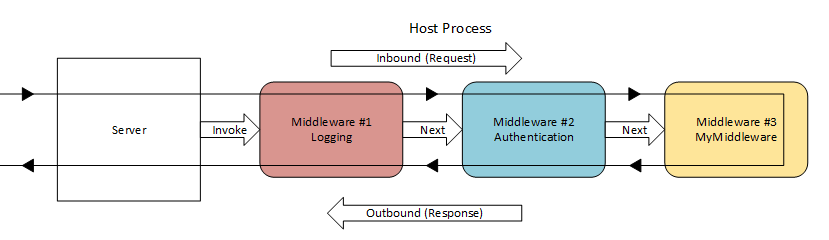 Host Process
Inbound (Request)
Server
Invoke
Middleware #1
Logging
Next
Middleware #2
Authentication
Next
Middleware #3
MyMiddleware
Outbound (Response)